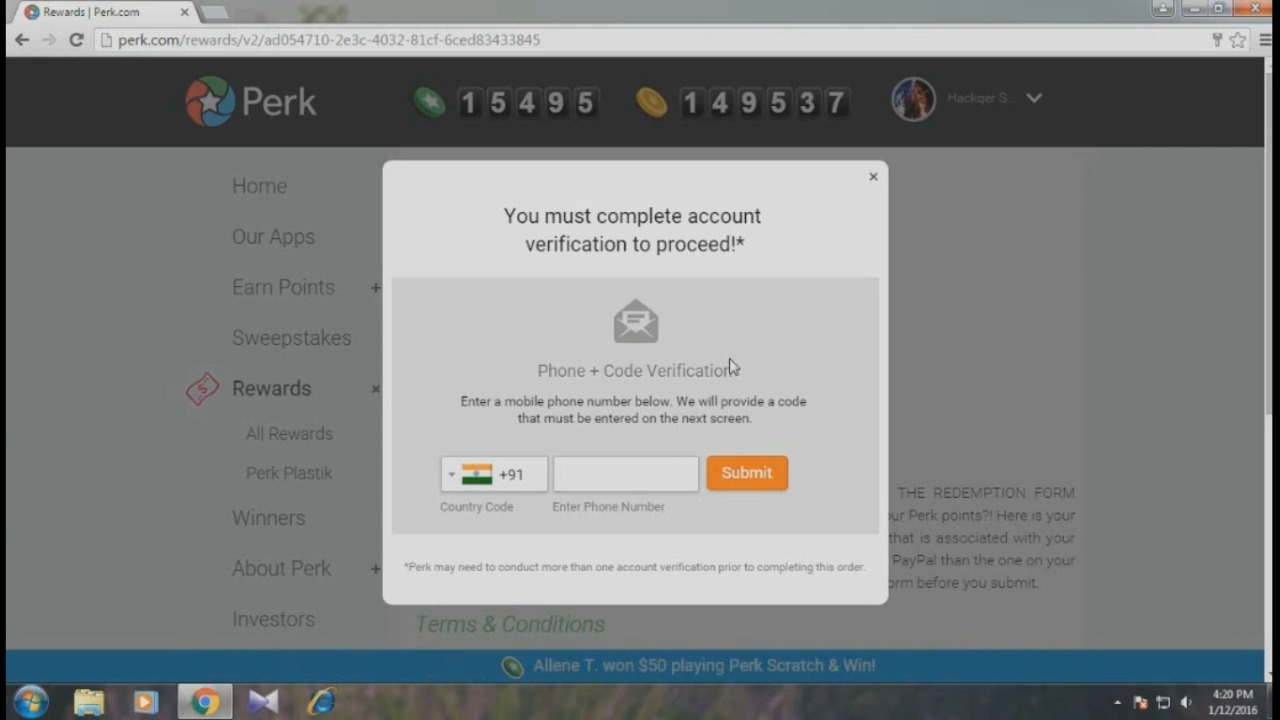 Rewards | Perk.com
perk.com/rewards/v2/ad054710-2e3c-4032-81cf-6ced83433845
Perk
15495
149537
Hackqer S...
Home
Our Apps
Earn Points +
Sweepstakes
Rewards ×
All Rewards
Perk Plastik
Winners
About Perk +
Investors
×
You must complete account
verification to proceed!*
Phone + Code Verification
Enter a mobile phone number below. We will provide a code
that must be entered on the next screen.
+91
Submit
Country Code
Enter Phone Number
*Perk may need to conduct more than one account verification prior to completing this order.
THE REDEMPTION FORM
ur Perk points?! Here is your
that is associated with your
PayPal than the one on your
orm before you submit.
Terms & Conditions
Allene T. won $50 playing Perk Scratch & Win!
4:20 PM
1/12/2016